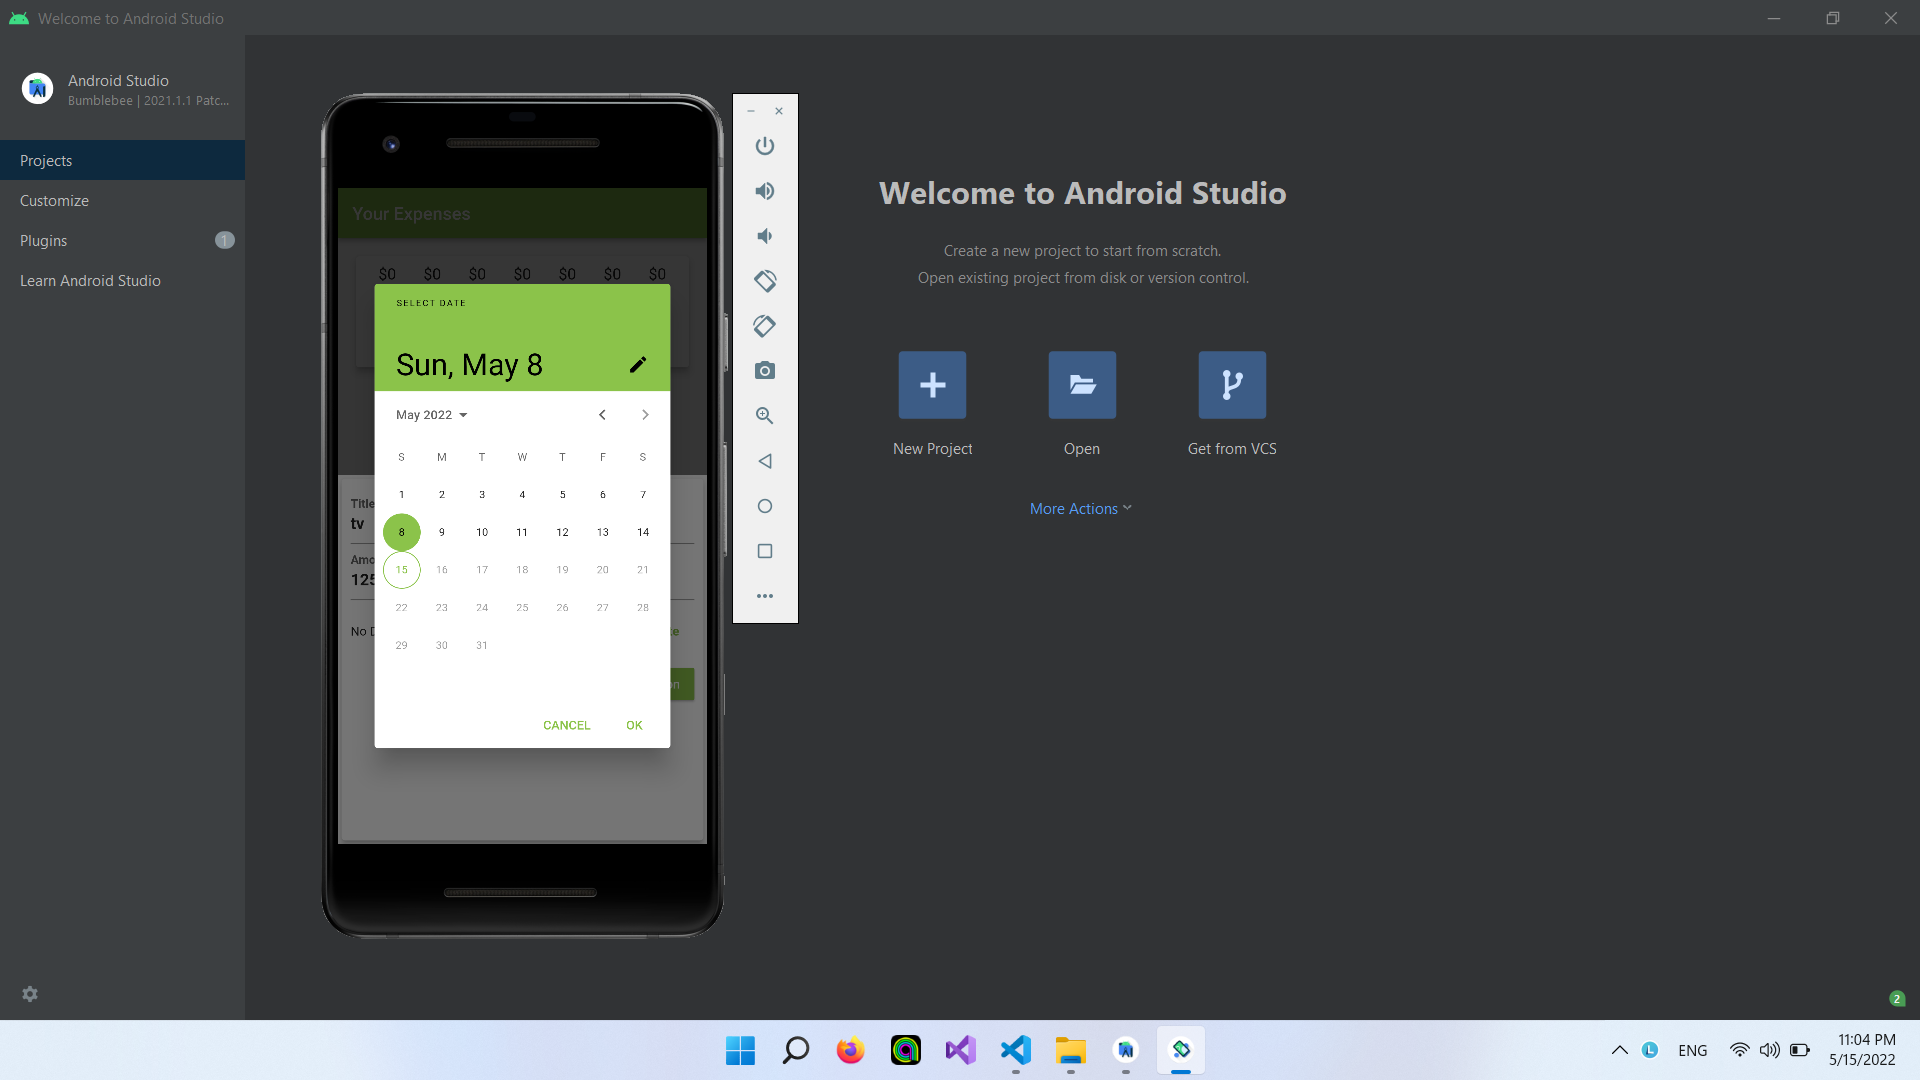 Welcome to Android Studio
Android Studio
Bumblebee | 2021.1.1 Patc...
Projects
Customize
Plugins 1
Learn Android Studio
Your Expenses
$0 $0 $0 $0 $0 $0 $0
SELECT DATE
Sun, May 8
May 2022
S M T W T F S
1 2 3 4 5 6 7
8 9 10 11 12 13 14
15 16 17 18 19 20 21
22 23 24 25 26 27 28
29 30 31
CANCEL OK
Title
tv
Amo
125
No D
te
on
Welcome to Android Studio
Create a new project to start from scratch.
Open existing project from disk or version control.
New Project Open Get from VCS
More Actions
2
ENG
11:04 PM
5/15/2022